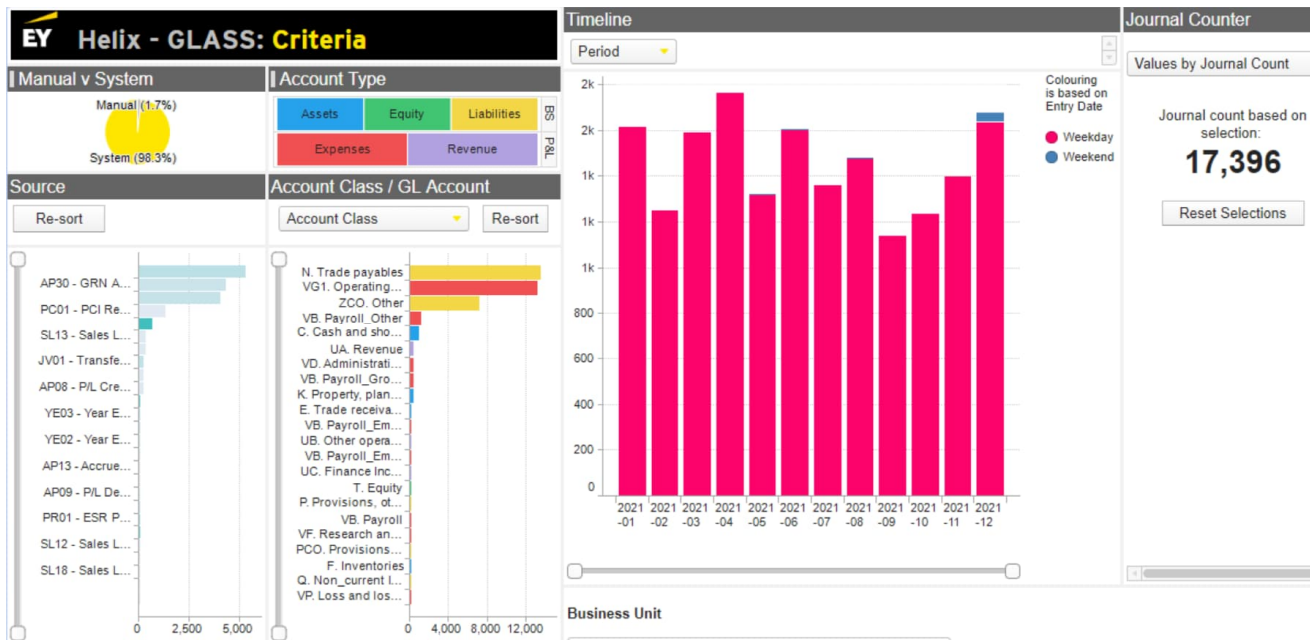 EY Helix - GLASS: Criteria
Manual v System
Manual (1.7%)
System (98.3%)
Account Type
Assets
Equity
Liabilities
BS
Expenses
Revenue
P&L
Source
Re-sort
AP30 - GRN A...
PC01 - PCI Re...
SL13 - Sales L...
JV01 - Transfe...
AP08 - P/L Cre...
YE03 - Year E...
YE02 - Year E...
AP13 - Accrue...
AP09 - P/L De...
PR01 - ESR P...
SL12 - Sales L...
SL18 - Sales L...
0 2,500 5,000
Account Class / GL Account
Account Class
Re-sort
N. Trade payables
VG1. Operating...
ZCO. Other
VB. Payroll_Other
C. Cash and sho...
UA. Revenue
VD. Administrati...
VB. Payroll_Gro...
K. Property, plan...
E. Trade receiva...
VB. Payroll_Em...
UB. Other opera...
VB. Payroll_Em...
UC. Finance Inc...
T. Equity
P. Provisions, ot...
VB. Payroll
VF. Research an...
PCO. Provisions...
F. Inventories
Q. Non_current l...
VP. Loss and los...
0 4,000 8,000 12,000
Timeline
Period
2k
2k
1k
1k
1k
800
600
400
200
0
2021 2021 2021 2021 2021 2021 2021 2021 2021 2021 2021 2021
-01 -02 -03 -04 -05 -06 -07 -08 -09 -10 -11 -12
Colouring
is based on
Entry Date
Weekday
Weekend
Business Unit
Journal Counter
Values by Journal Count
Journal count based on
selection:
17,396
Reset Selections